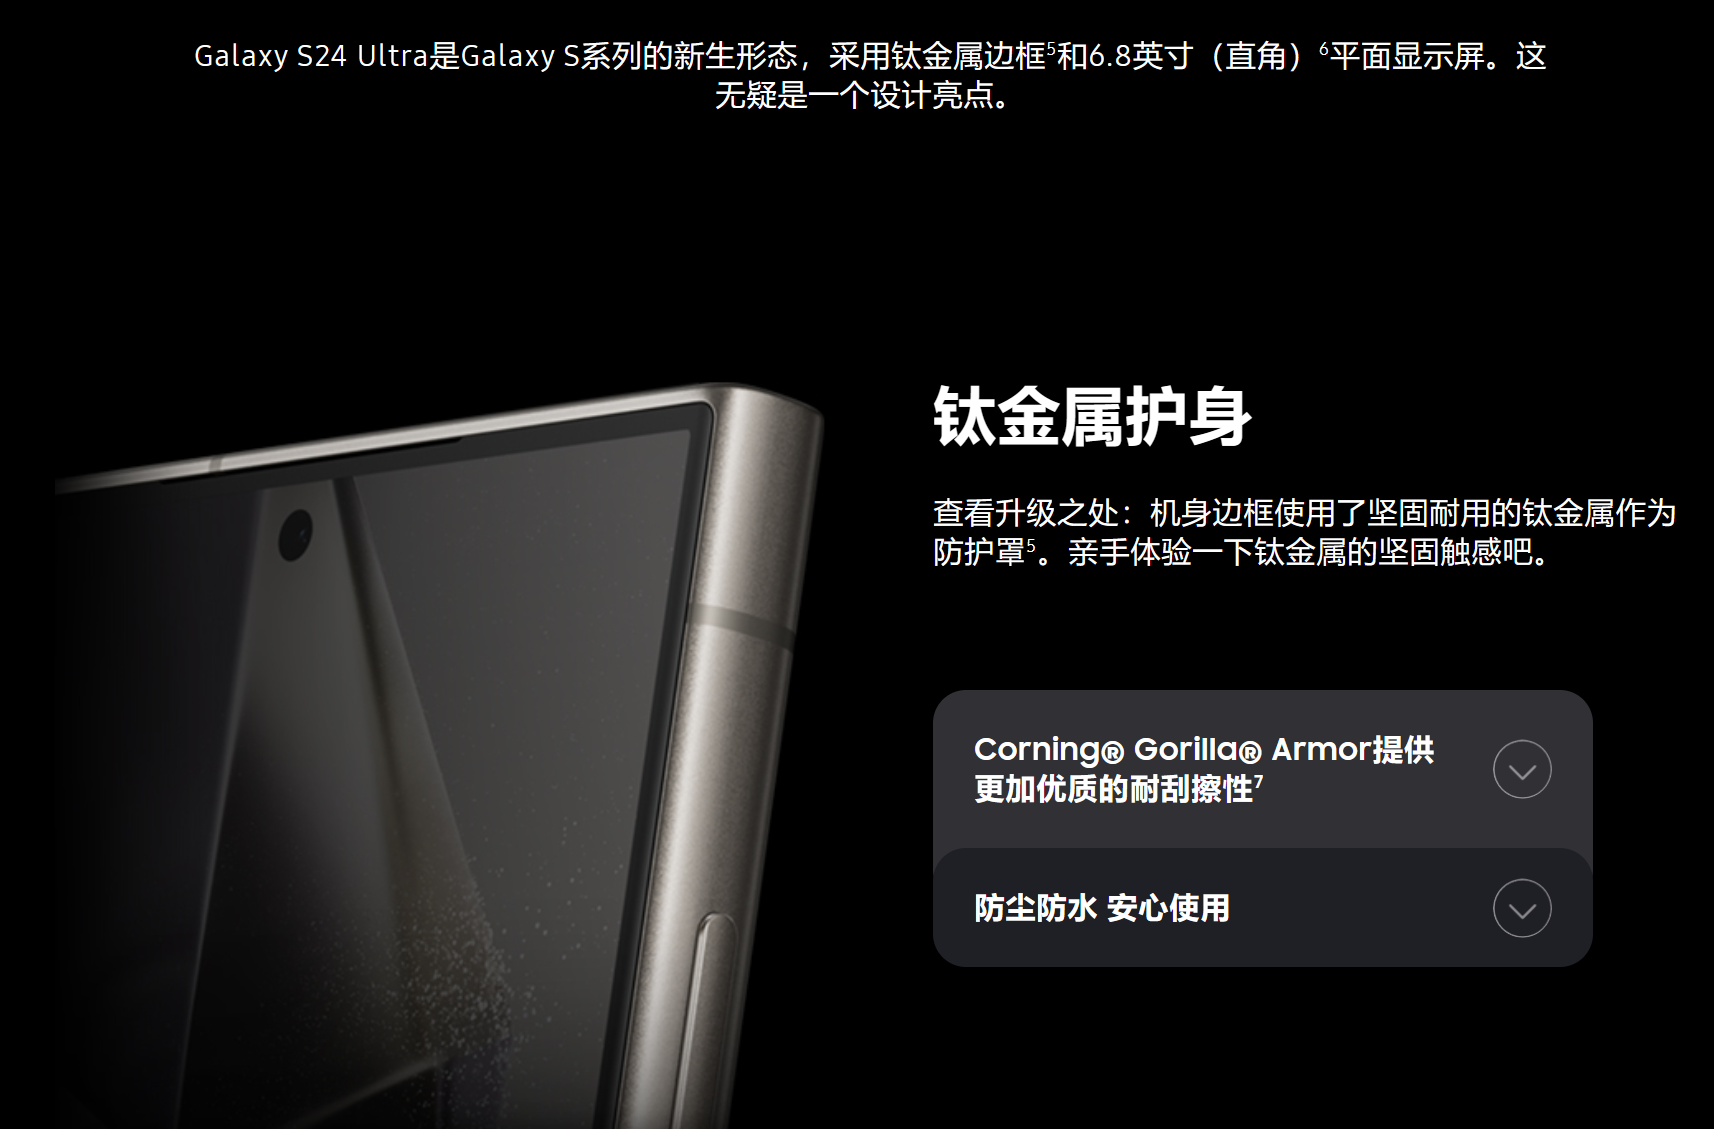 Galaxy S24 Ultra是Galaxy S系列的新生形态，采用钛金属边框⁵和6.8英寸（直角）⁶平面显示屏。这
无疑是一个设计亮点。
钛金属护身
查看升级之处：机身边框使用了坚固耐用的钛金属作为
防护罩⁵。亲手体验一下钛金属的坚固触感吧。
Corning® Gorilla® Armor提供
更加优质的耐刮擦性⁷
防尘防水 安心使用